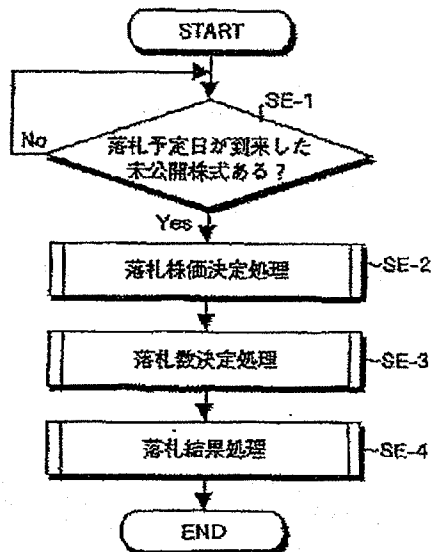 START
SE-1
落札予定日が到来した
未公開株式ある？
No
Yes
落札株価決定処理
SE-2
落札数決定処理
SE-3
落札結果処理
SE-4
END